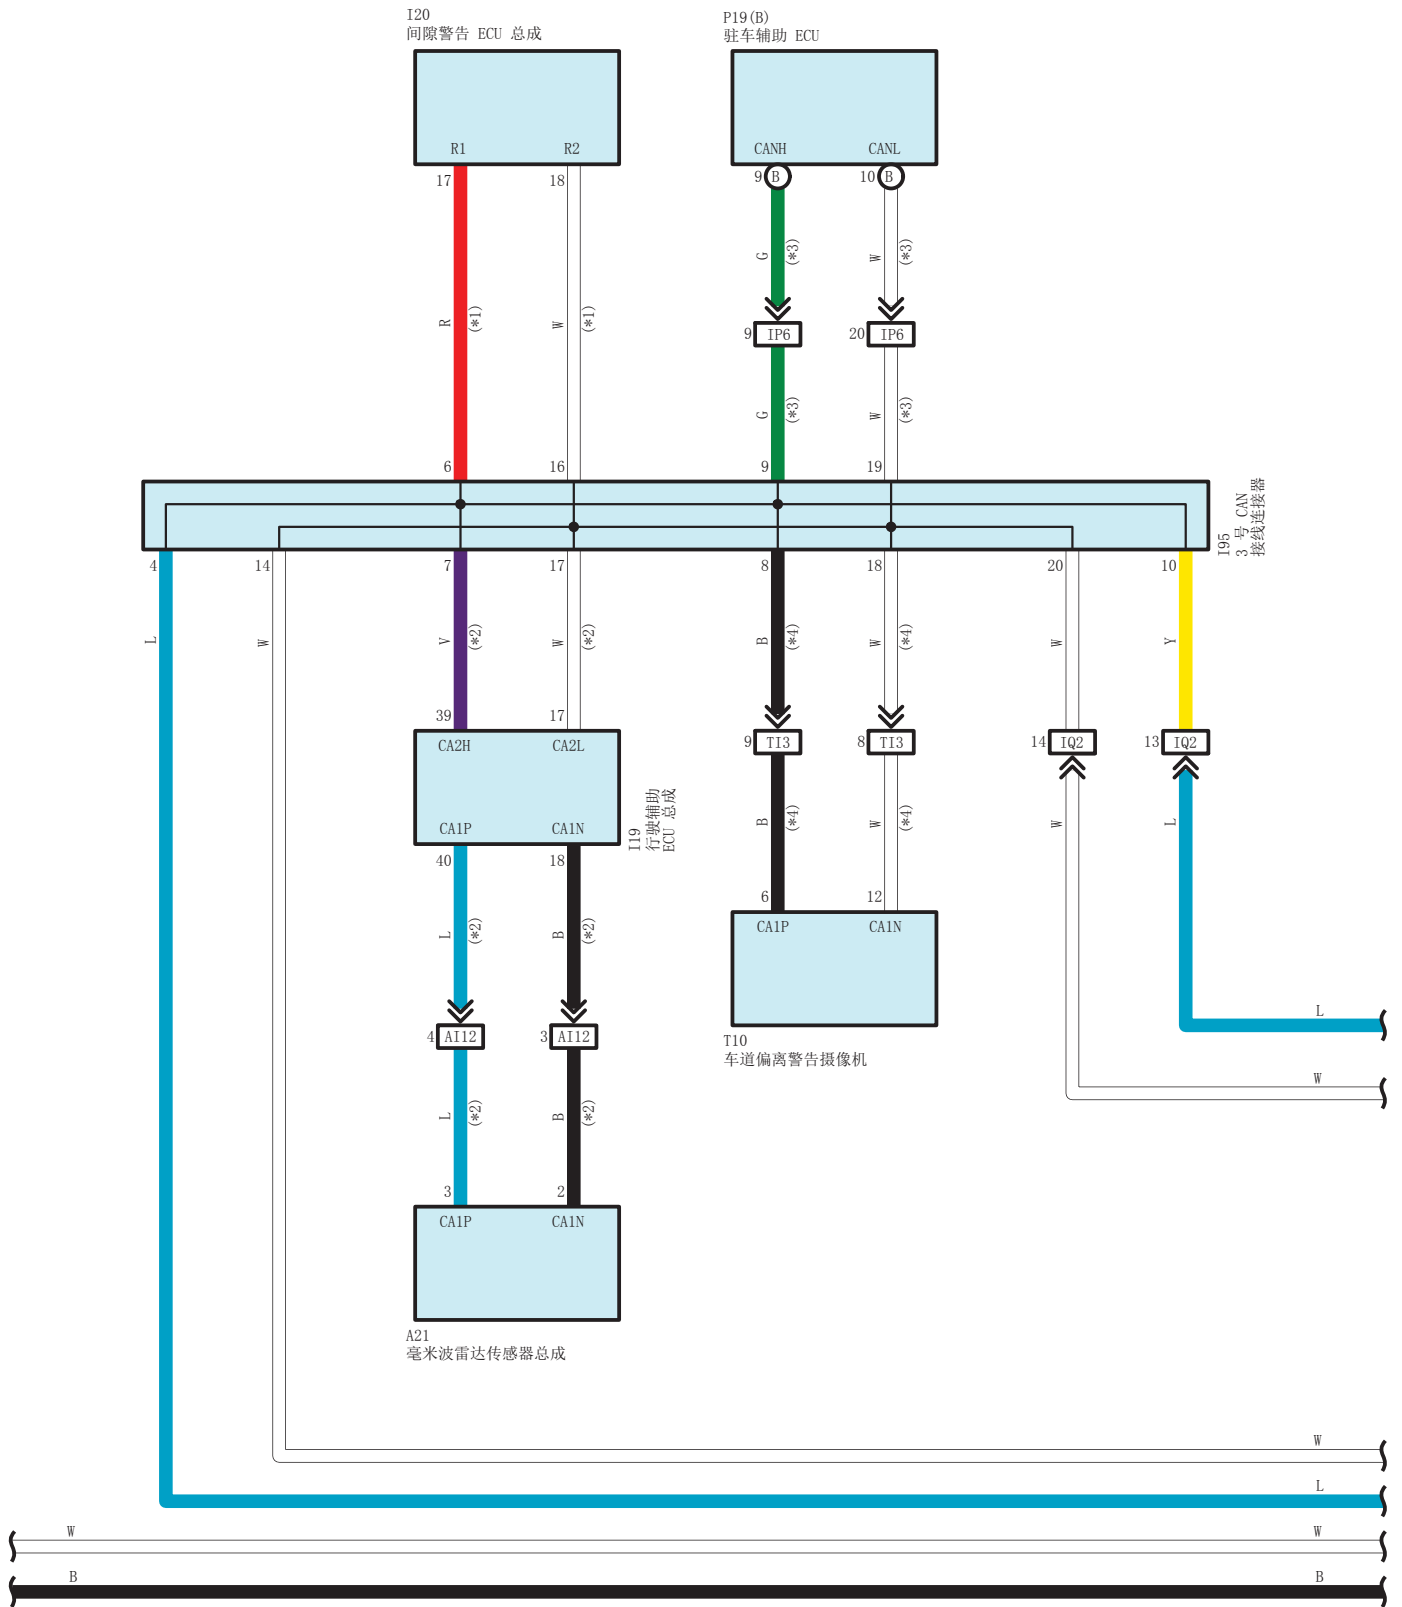 I20
间隙警告 ECU 总成
P19(B)
驻车辅助 ECU
R1
R2
CANH
CANL
17
18
9
B
10
B
G
(*3)
W
(*3)
R
(*1)
W
(*1)
9
IP6
20
IP6
G
(*3)
W
(*3)
6
16
9
19
I95
3 号 CAN
接线连接器
4
14
7
17
8
18
20
10
L
W
V
(*2)
W
(*2)
B
(*4)
W
(*4)
W
Y
39
17
CA2H
CA2L
9
TI3
8
TI3
14
IQ2
13
IQ2
I19
行驶辅助
ECU 总成
CA1P
CA1N
B
(*4)
W
(*4)
W
L
40
18
6
12
CA1P
CA1N
L
(*2)
B
(*2)
T10
车道偏离警告摄像机
L
4
AI12
3
AI12
W
L
(*2)
B
(*2)
3
2
CA1P
CA1N
A21
毫米波雷达传感器总成
W
L
W
W
B
B